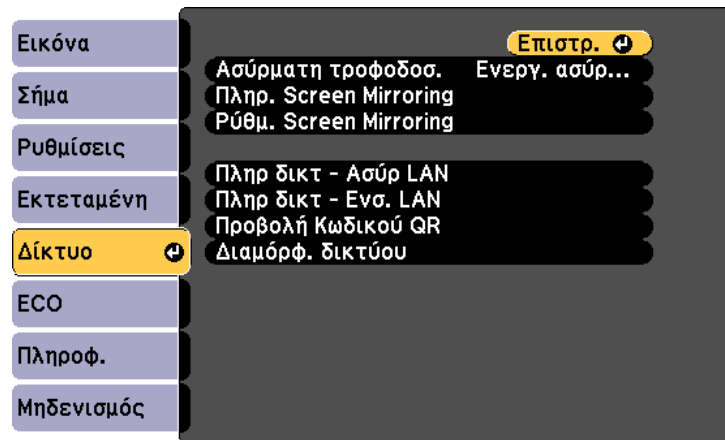 Εικόνα
Σήμα
Ρυθμίσεις
Εκτεταμένη
Δίκτυο
ECO
Πληροφ.
Μηδενισμός
Επιστρ.
Ασύρματη τροφοδοσ. Ενεργ. ασύρ...
Πληρ. Screen Mirroring
Ρύθμ. Screen Mirroring
Πληρ δικτ - Ασύρ LAN
Πληρ δικτ - Ενσ. LAN
Προβολή Κωδικού QR
Διαμόρφ. δικτύου